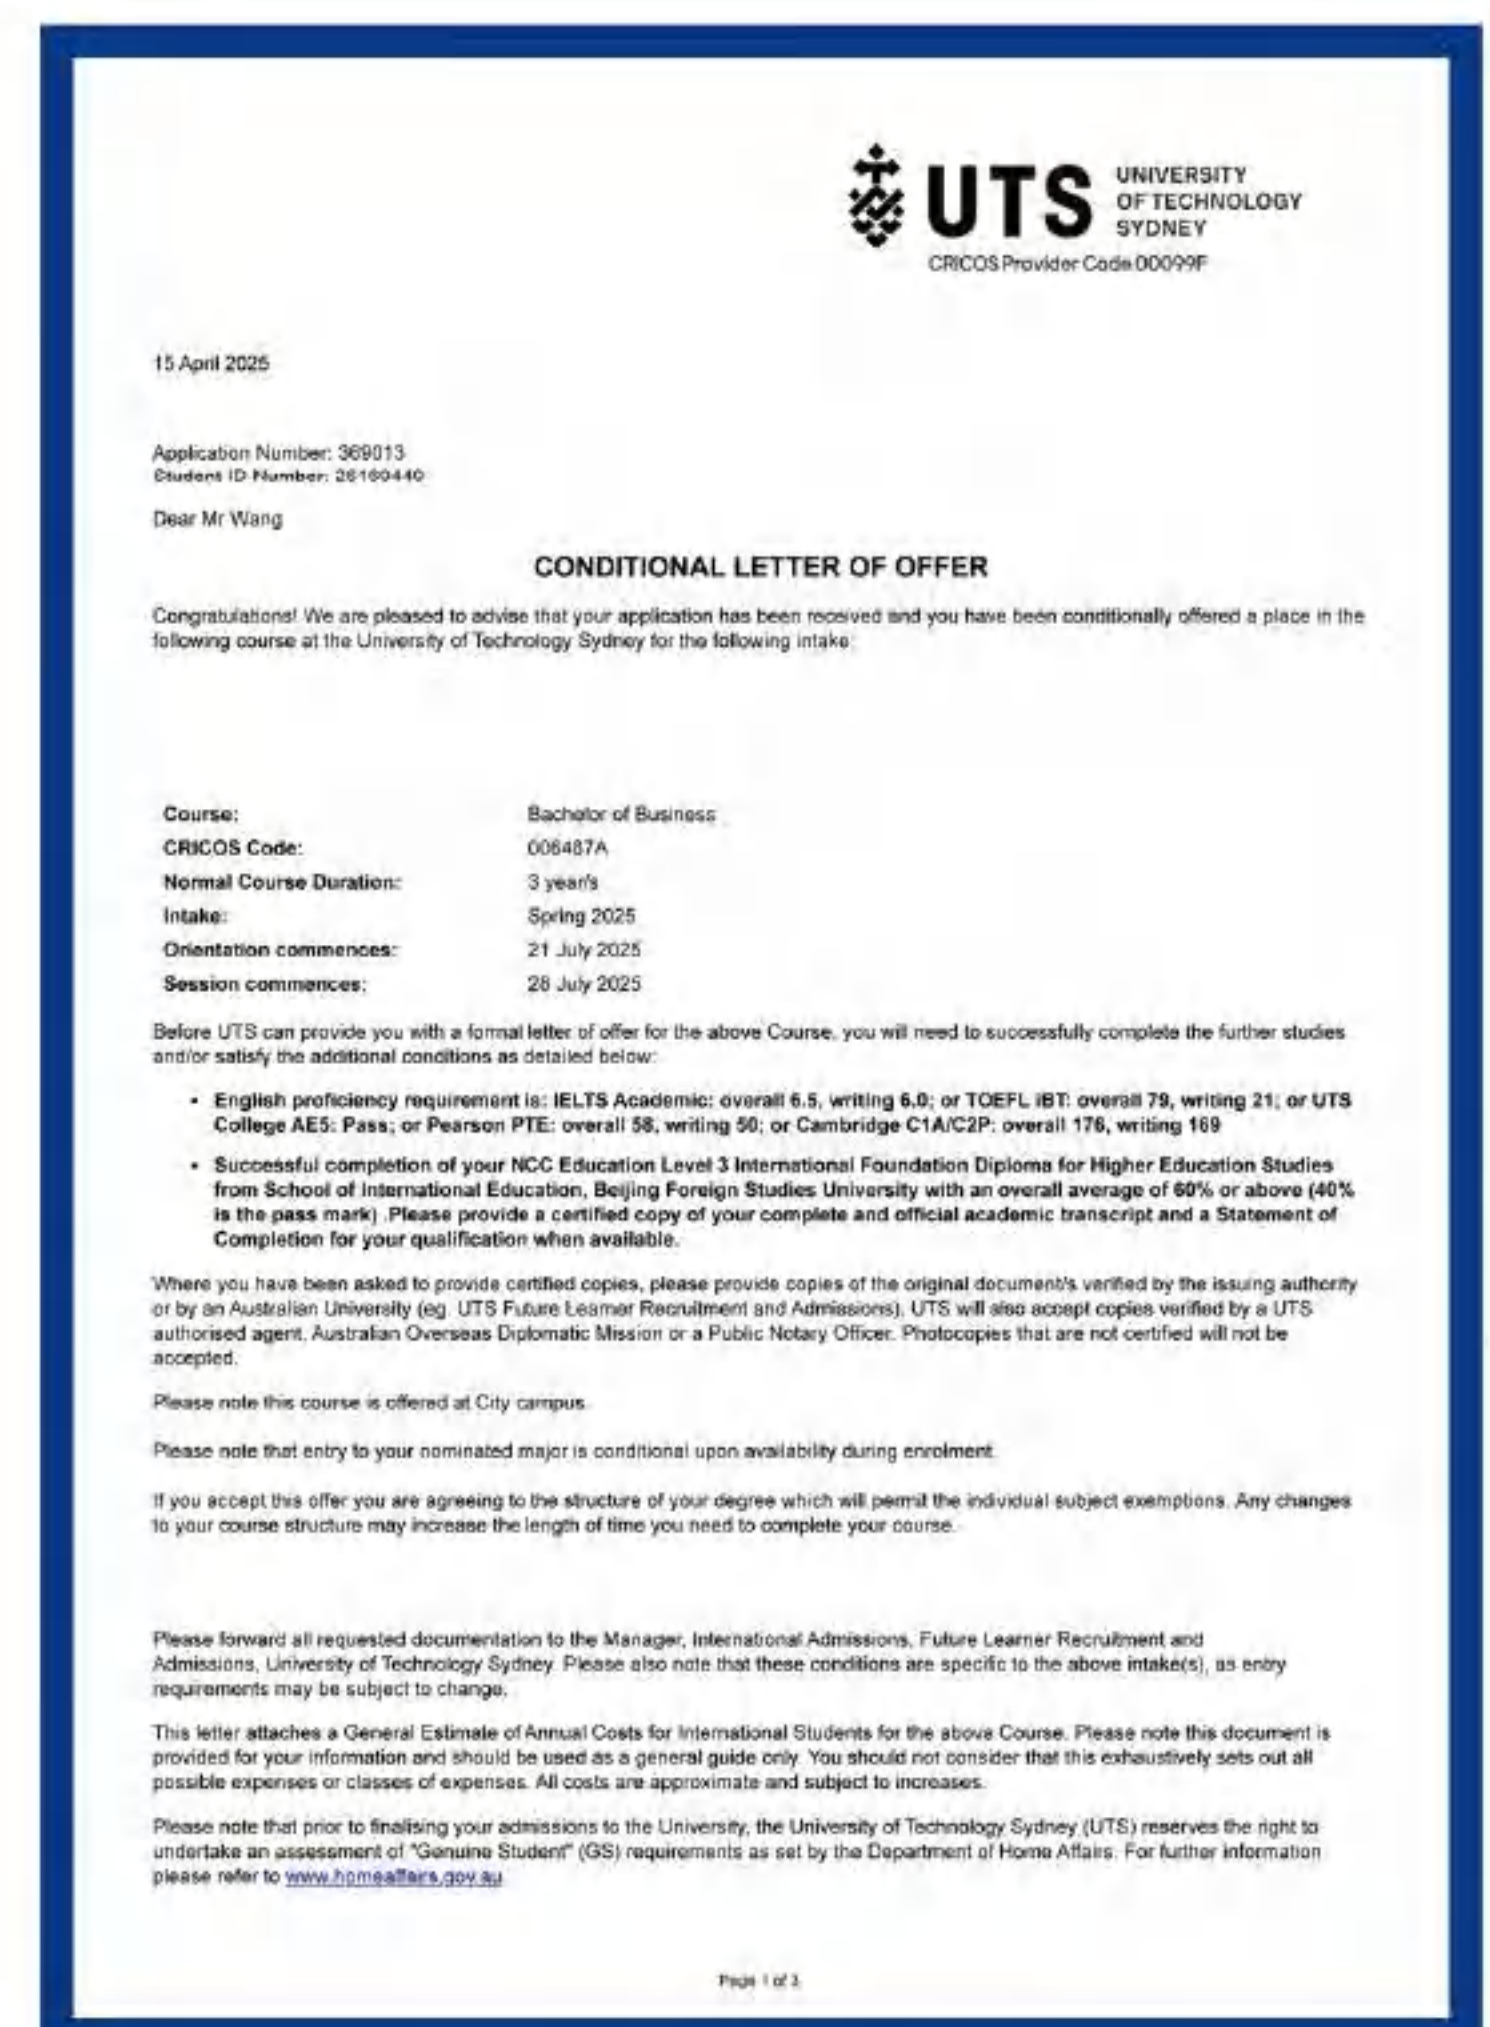 UTS
UNIVERSITY
OF TECHNOLOGY
SYDNEY
CRICOS Provider Code 00099F
15 April 2025
Application Number: 369013
Student ID Number: 26160440
Dear Mr Wang
CONDITIONAL LETTER OF OFFER
Congratulations! We are pleased to advise that your application has been received and you have been conditionally offered a place in the
following course at the University of Technology Sydney for the following intake:
Course: Bachelor of Business
CRICOS Code: 006487A
Normal Course Duration: 3 year/s
Intake: Spring 2025
Orientation commences: 21 July 2025
Session commences: 28 July 2025
Before UTS can provide you with a formal letter of offer for the above Course, you will need to successfully complete the further studies
and/or satisfy the additional conditions as detailed below:
• English proficiency requirement is: IELTS Academic: overall 6.5, writing 6.0; or TOEFL iBT: overall 79, writing 21; or UTS
College AE5: Pass; or Pearson PTE: overall 58, writing 50; or Cambridge C1A/C2P: overall 176, writing 169
• Successful completion of your NCC Education Level 3 International Foundation Diploma for Higher Education Studies
from School of International Education, Beijing Foreign Studies University with an overall average of 60% or above (40%
is the pass mark) .Please provide a certified copy of your complete and official academic transcript and a Statement of
Completion for your qualification when available.
Where you have been asked to provide certified copies, please provide copies of the original document/s verified by the issuing authority
or by an Australian University (eg. UTS Future Learner Recruitment and Admissions). UTS will also accept copies verified by a UTS
authorised agent, Australian Overseas Diplomatic Mission or a Public Notary Officer. Photocopies that are not certified will not be
accepted.
Please note this course is offered at City campus.
Please note that entry to your nominated major is conditional upon availability during enrolment.
If you accept this offer you are agreeing to the structure of your degree which will permit the individual subject exemptions. Any changes
to your course structure may increase the length of time you need to complete your course.
Please forward all requested documentation to the Manager, International Admissions, Future Learner Recruitment and
Admissions, University of Technology Sydney. Please also note that these conditions are specific to the above intake(s), as entry
requirements may be subject to change.
This letter attaches a General Estimate of Annual Costs for International Students for the above Course. Please note this document is
provided for your information and should be used as a general guide only. You should not consider that this exhaustively sets out all
possible expenses or classes of expenses. All costs are approximate and subject to increases.
Please note that prior to finalising your admissions to the University, the University of Technology Sydney (UTS) reserves the right to
undertake an assessment of "Genuine Student" (GS) requirements as set by the Department of Home Affairs. For further information
please refer to www.homeaffairs.gov.au
Page 1 of 3